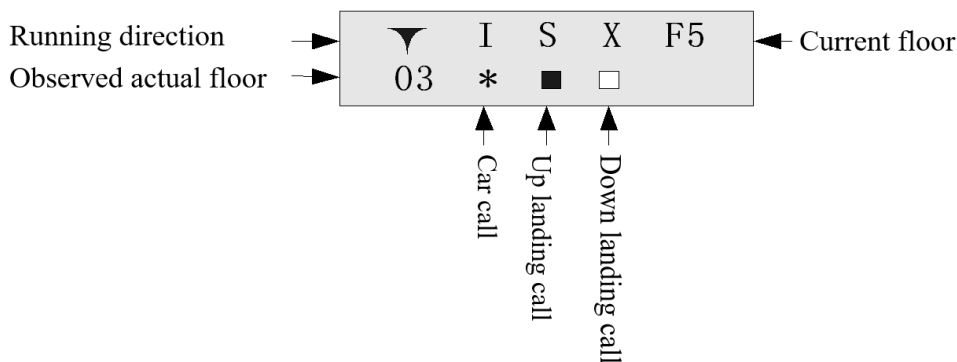 Running direction
I S X F5
Current floor
Observed actual floor
03 *
Car call
Up landing call
Down landing call